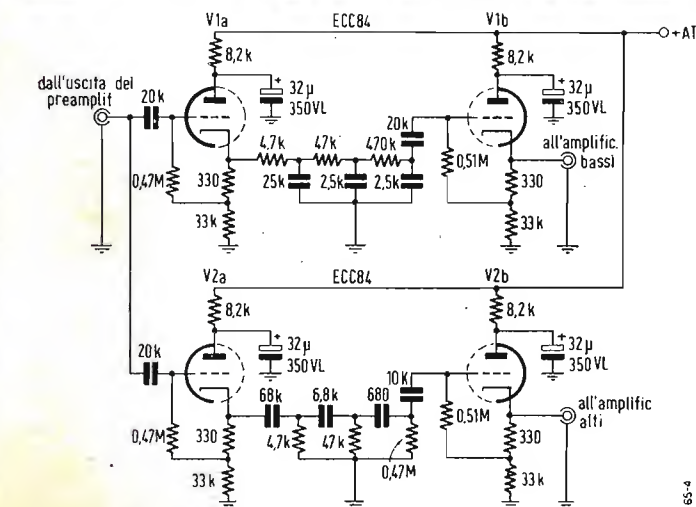 V1a ECC84 V1b
+AT
8,2k 8,2k
dall'uscita del
preamplit
20k
+
32µ
350VL
+
32µ
350VL
20k
4,7k 47k 470k
all'amplific.
bassi
0,47M
330
25k 2,5k 2,5k
0,51M
330
33k 33k
V2a ECC84 V2b
8,2k 8,2k
20k
+
32µ
350VL
+
32µ
350VL
10k
68k 6,8k 680
all'amplific
alti
0,47M
330
4,7k 47k
0,47M
0,51M
330
33k 33k
65-4